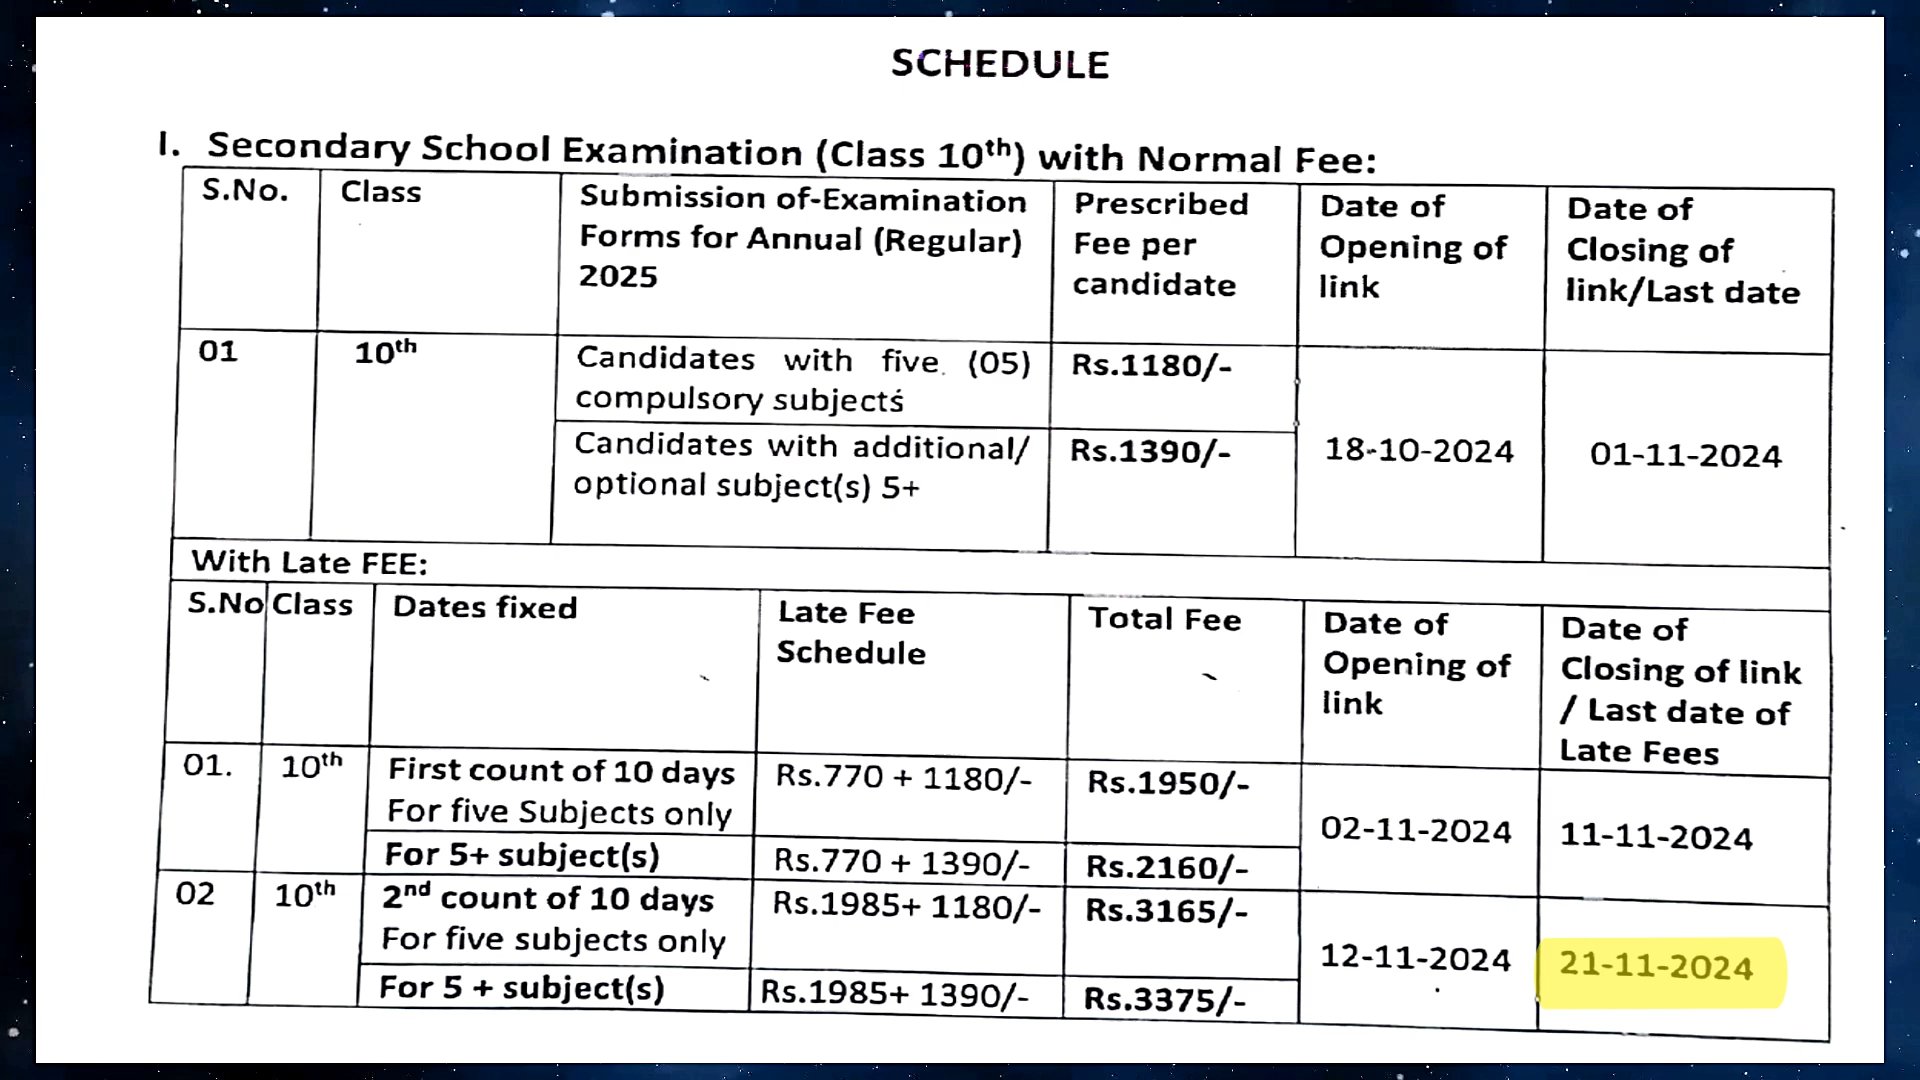 SCHEDULE
I. Secondary School Examination (Class 10th) with Normal Fee:
S.No.
Class
Submission of-Examination
Forms for Annual (Regular)
2025
Prescribed
Fee per
candidate
Date of
Opening of
link
Date of
Closing of
link/Last date
01
10th
Candidates with five (05)
compulsory subjects
Rs.1180/-
Candidates with additional/
optional subject(s) 5+
Rs.1390/-
18-10-2024
01-11-2024
With Late FEE:
S.No
Class
Dates fixed
Late Fee
Schedule
Total Fee
Date of
Opening of
link
Date of
Closing of link
/ Last date of
Late Fees
01.
10th
First count of 10 days
For five Subjects only
Rs.770 + 1180/-
Rs.1950/-
For 5+ subject(s)
Rs.770 + 1390/-
Rs.2160/-
02-11-2024
11-11-2024
02
10th
2nd count of 10 days
For five subjects only
Rs.1985+ 1180/-
Rs.3165/-
For 5 + subject(s)
Rs.1985+ 1390/-
Rs.3375/-
12-11-2024
21-11-2024